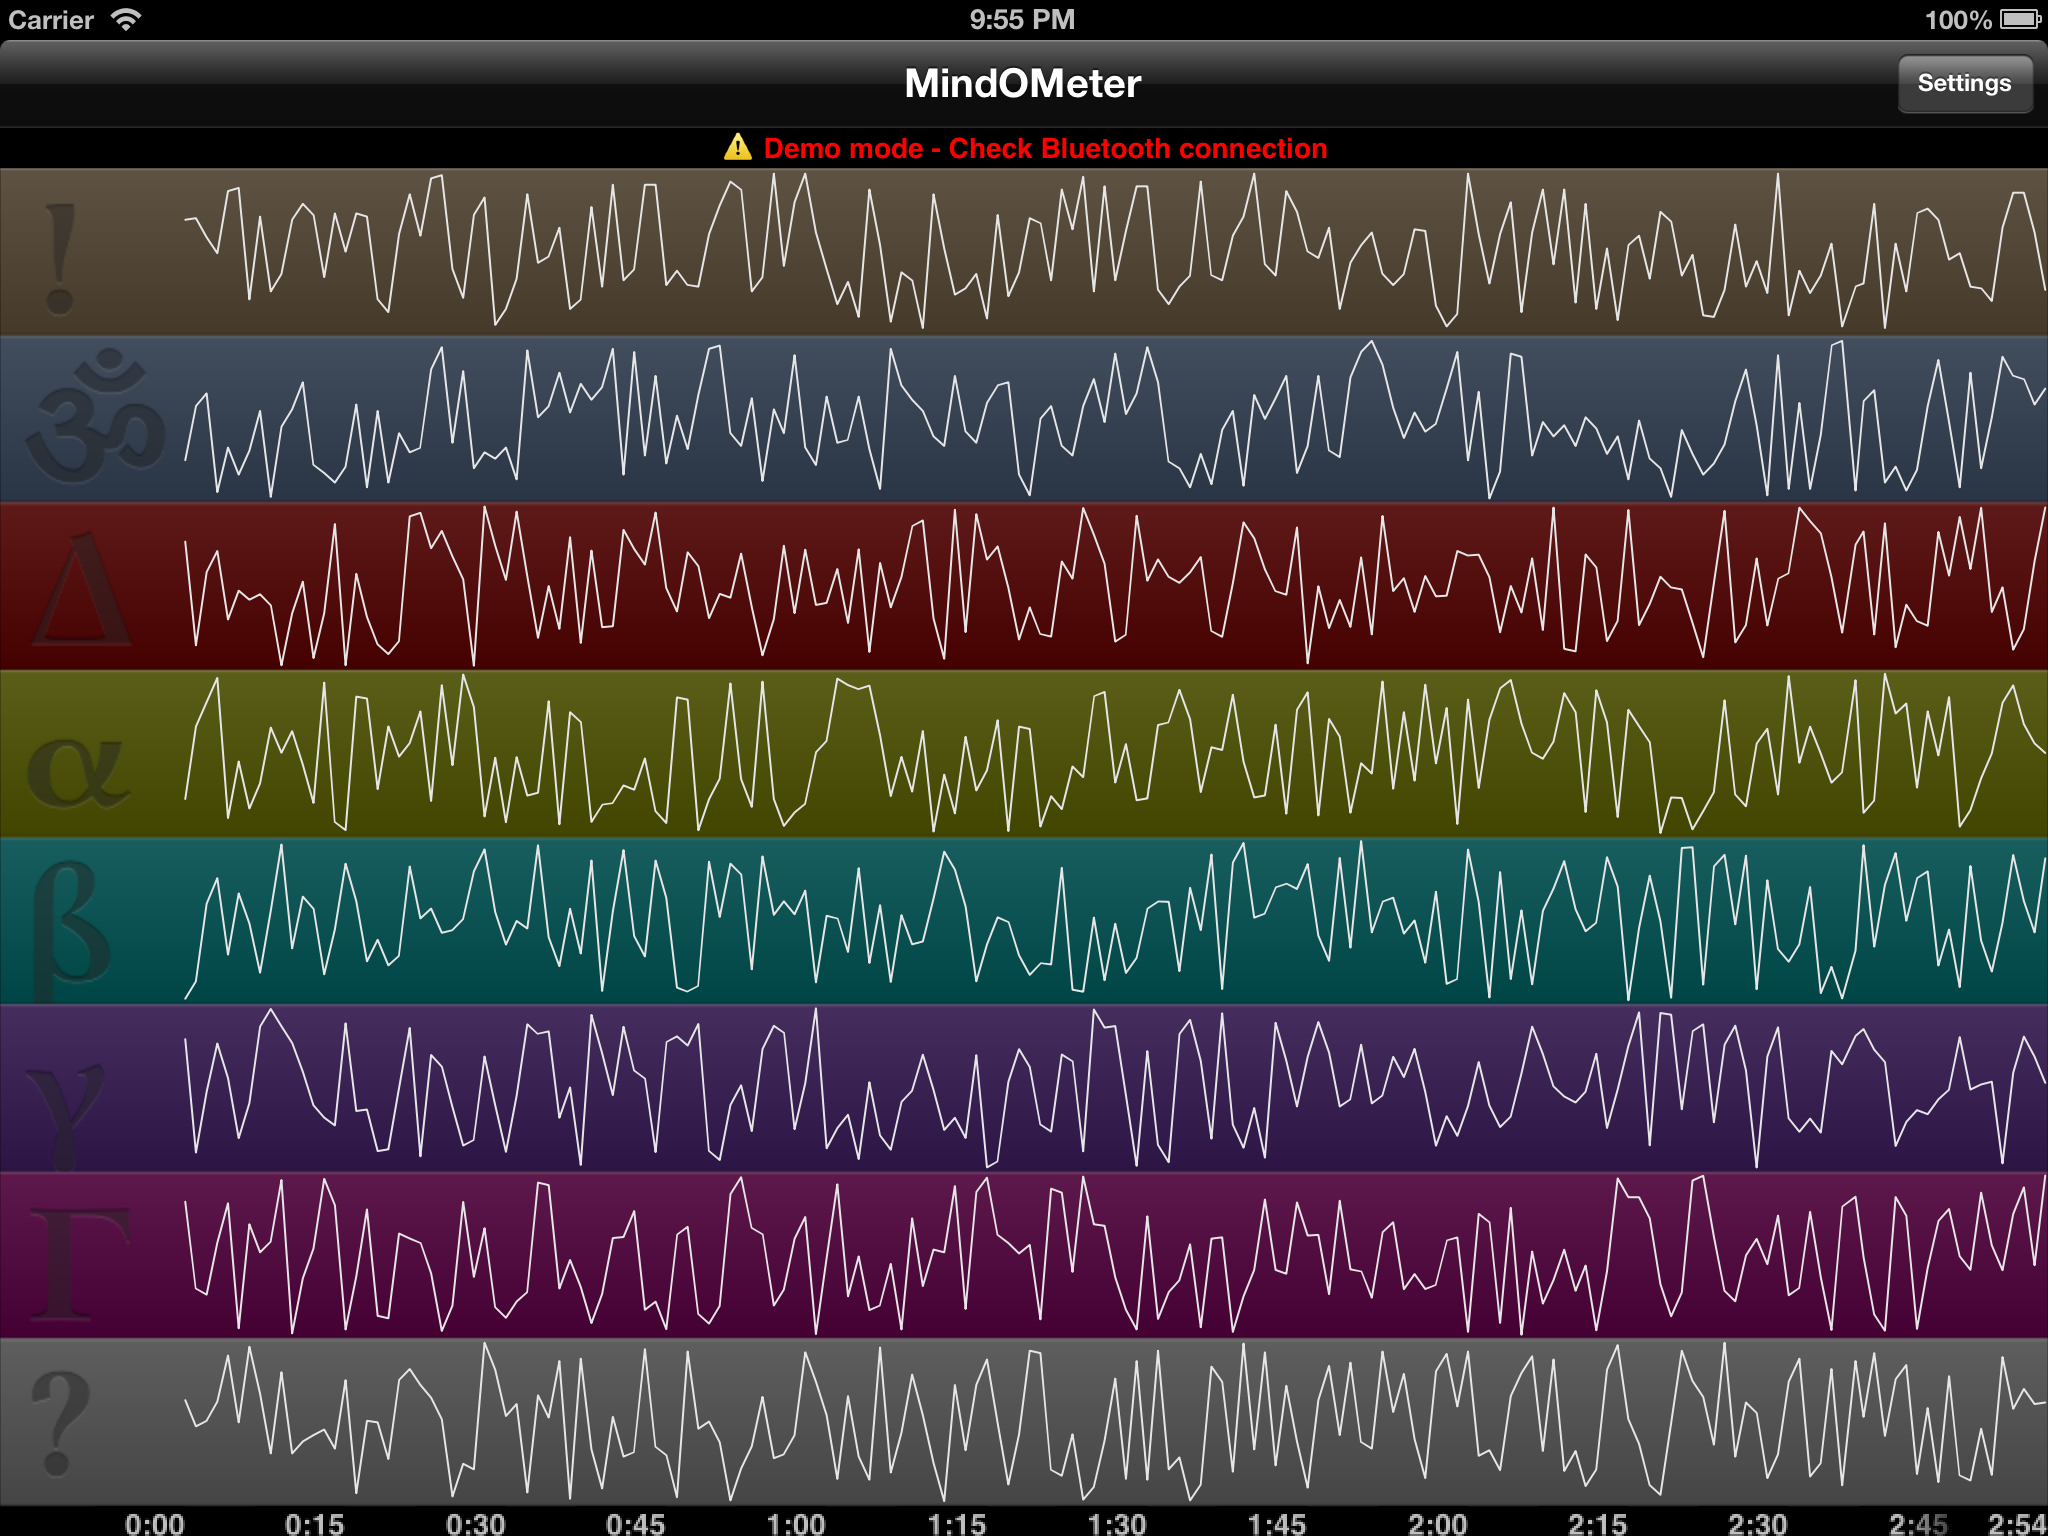 Carrier 9:55 PM 100%
MindOMeter Settings
⚠ Demo mode - Check Bluetooth connection
!
ॐ
Δ
α
β
γ
Γ
?
0:00 0:15 0:30 0:45 1:00 1:15 1:30 1:45 2:00 2:15 2:30 2:45 2:54